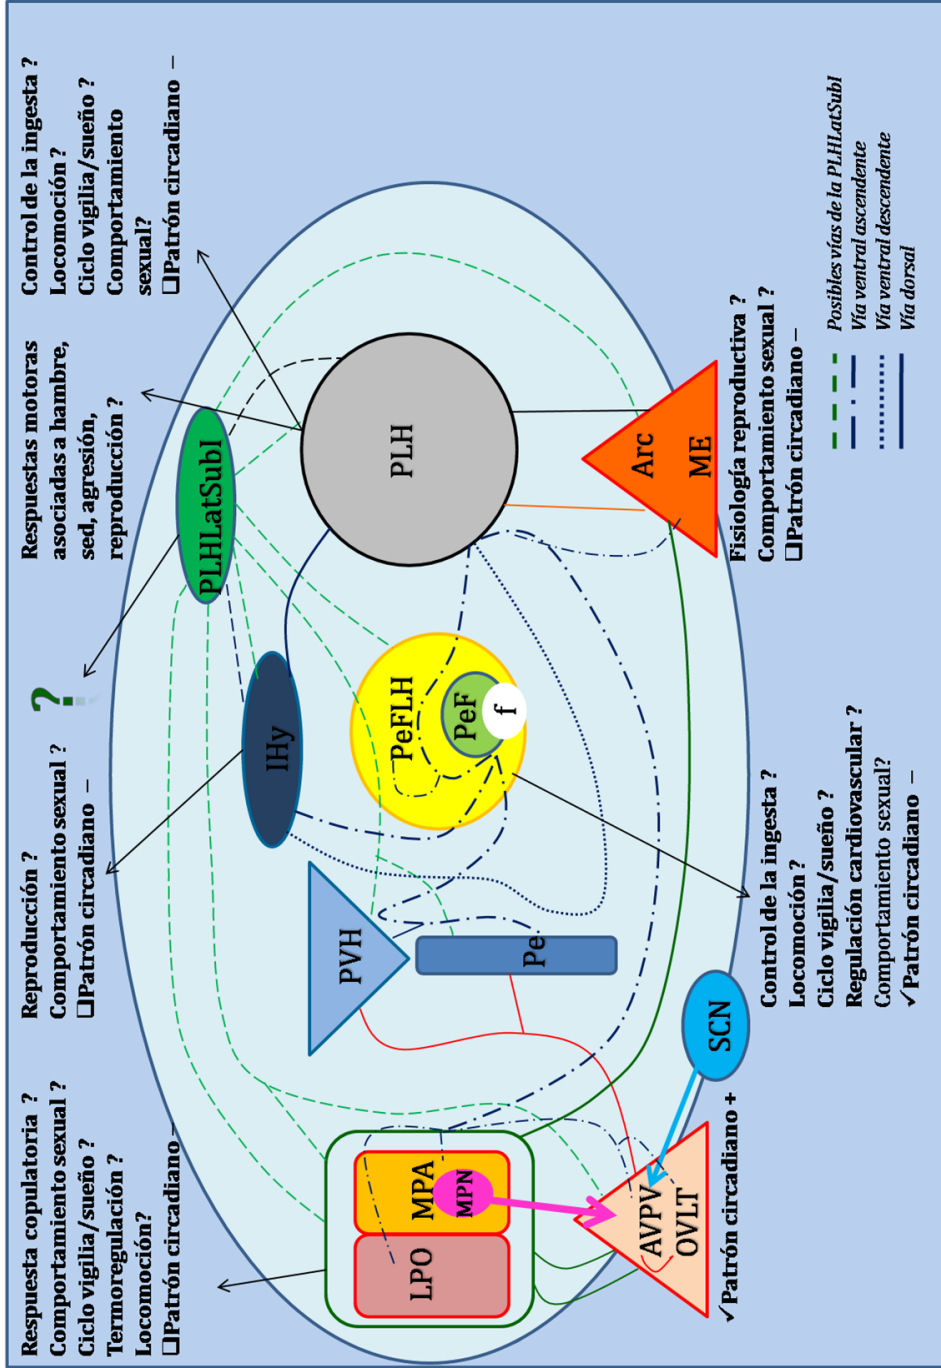 Respuesta copulatoria ?
Comportamiento sexual ?
Ciclo vigilia/sueño ?
Termoregulación ?
Locomoción?
❑Patrón circadiano –
Reproducción ?
Comportamiento sexual ?
❑Patrón circadiano –
?
¿
Respuestas motoras
asociadas a hambre,
sed, agresión,
reproducción ?
Control de la ingesta ?
Locomoción ?
Ciclo vigilia/sueño ?
Comportamiento
sexual?
❑Patrón circadiano –
PLHLatSubI
IHy
PVH
Pe
PeFLH
PeF
f
PLH
LPO
MPA
MPN
AVPV
OVLT
SCN
Arc
ME
✓Patrón circadiano +
Control de la ingesta ?
Locomoción ?
Ciclo vigilia/sueño ?
Regulación cardiovascular ?
Comportamiento sexual?
✓Patrón circadiano –
Fisiología reproductiva ?
Comportamiento sexual ?
❑Patrón circadiano –
Posibles vías de la PLHLatSubI
Vía ventral ascendente
Vía ventral descendente
Vía dorsal